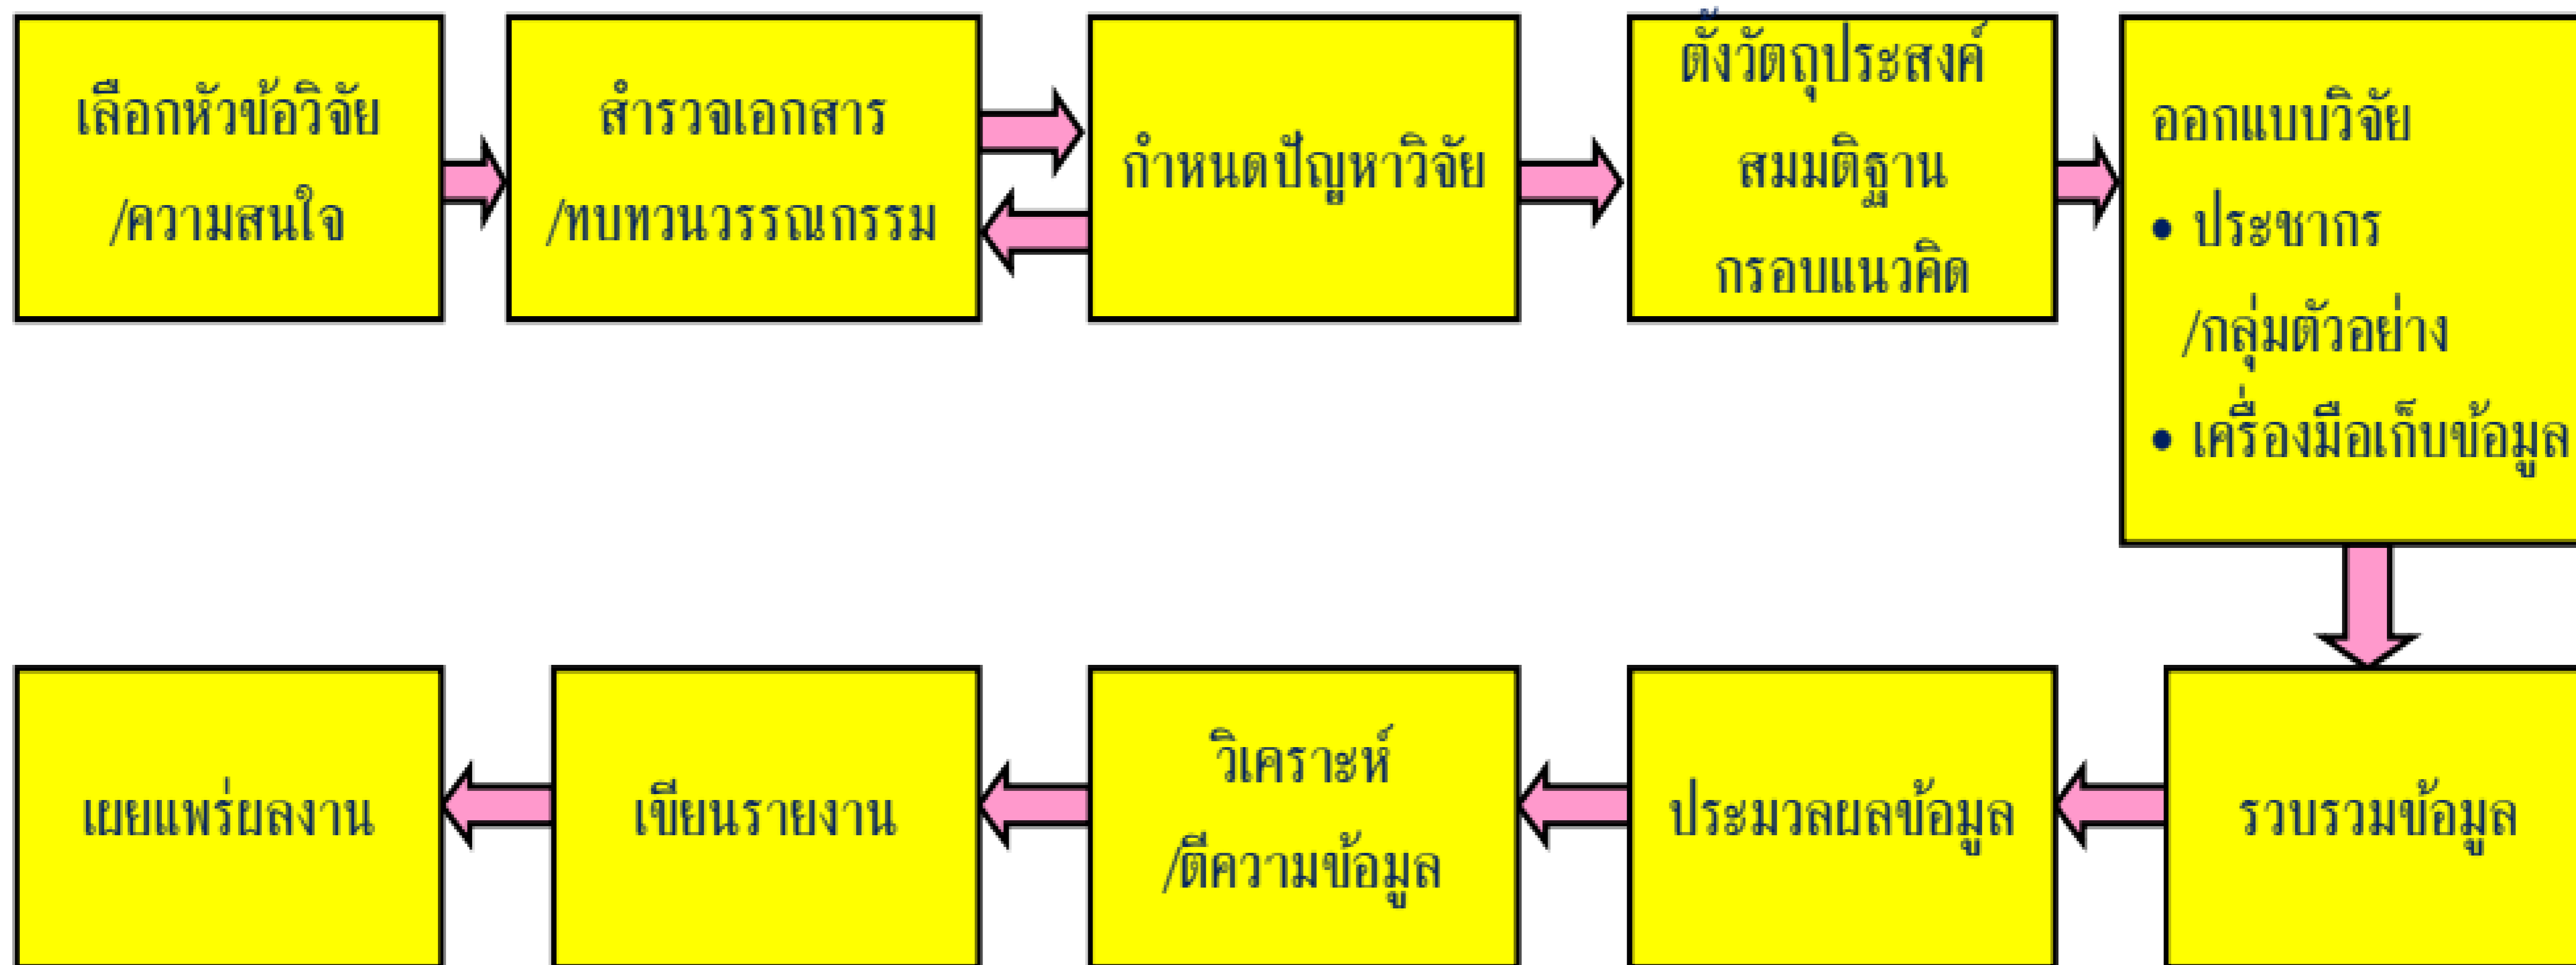 เลือกหัวข้อวิจัย
/ความสนใจ
สำรวจเอกสาร
/ทบทวนวรรณกรรม
กำหนดปัญหาวิจัย
ตั้งวัตถุประสงค์
สมมติฐาน
กรอบแนวคิด
ออกแบบวิจัย
• ประชากร
/กลุ่มตัวอย่าง
• เครื่องมือเก็บข้อมูล
รวบรวมข้อมูล
ประมวลผลข้อมูล
วิเคราะห์
/ตีความข้อมูล
เขียนรายงาน
เผยแพร่ผลงาน